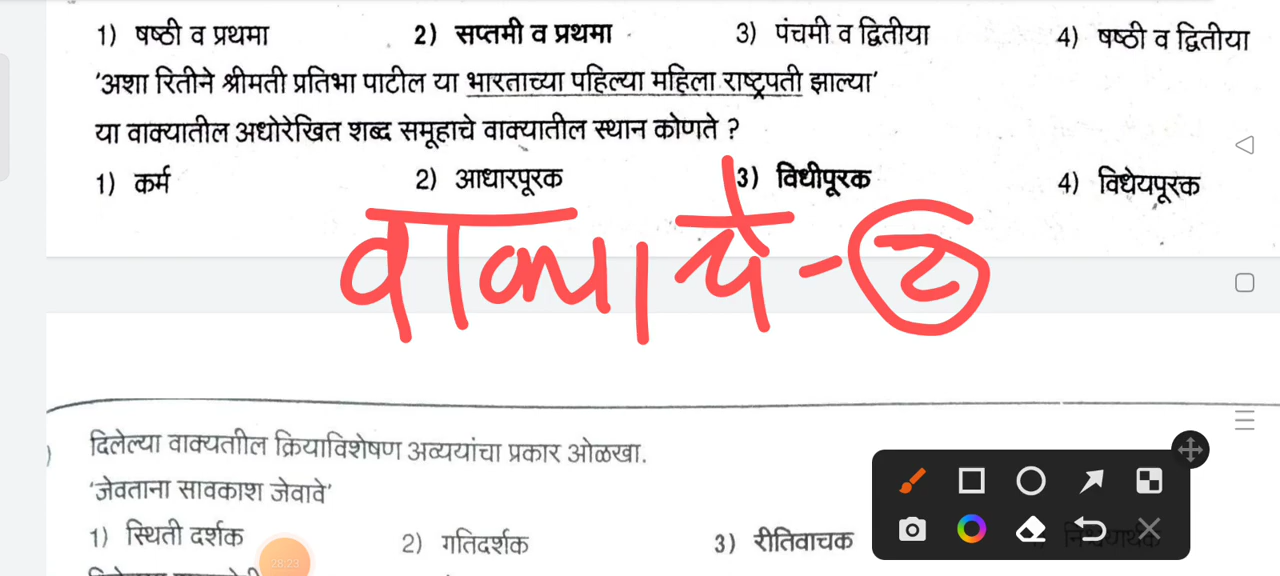 1) षष्ठी व प्रथमा 2) सप्तमी व प्रथमा 3) पंचमी व द्वितीया 4) षष्ठी व द्वितीया
'अशा रितीने श्रीमती प्रतिभा पाटील या भारताच्या पहिल्या महिला राष्ट्रपती झाल्या'
या वाक्यातील अधोरेखित शब्द समूहाचे वाक्यातील स्थान कोणते ?
1) कर्म 2) आधारपूरक 3) विधीपूरक 4) विधेयपूरक
वाक्याचे -
दिलेल्या वाक्यतीील क्रियाविशेषण अव्ययांचा प्रकार ओळखा.
'जेवताना सावकाश जेवावे'
1) स्थिती दर्शक 2) गतिदर्शक 3) रीतिवाचक
28:23